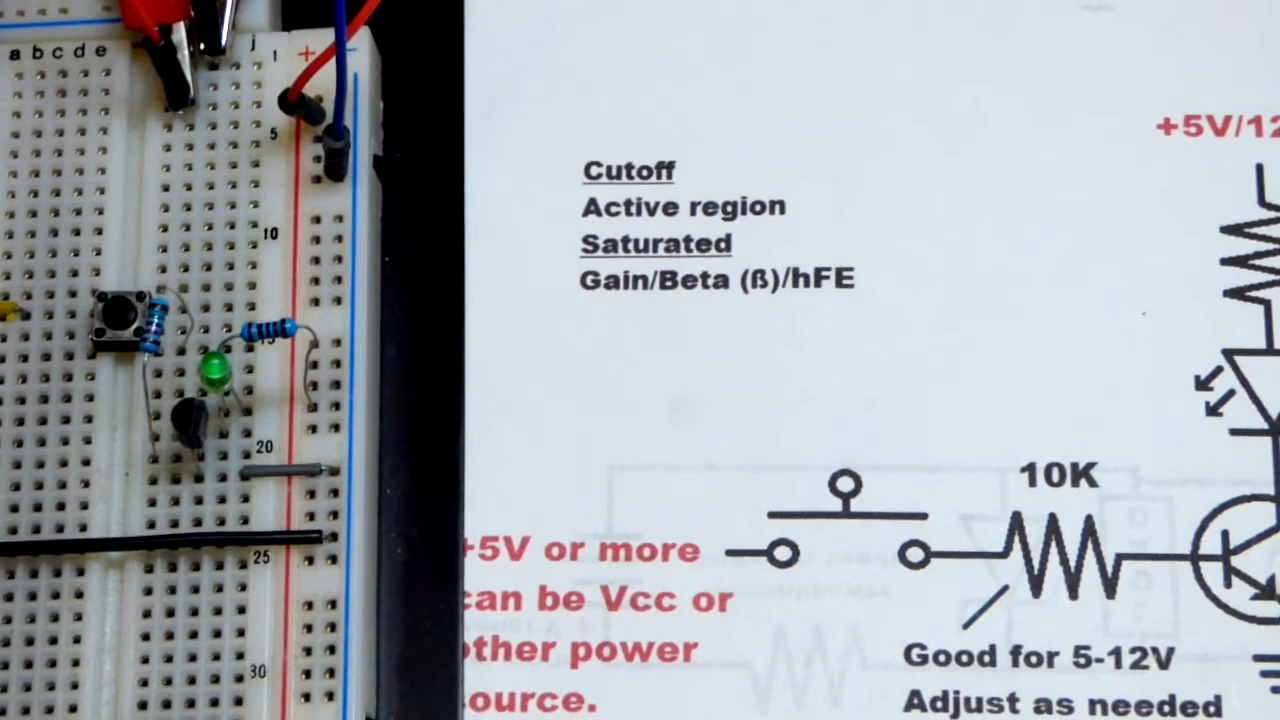 a b c d e
j
1
+
-
5
10
15
20
25
30
+5V/12
Cutoff
Active region
Saturated
Gain/Beta (ß)/hFE
10K
+5V or more
can be Vcc or
other power
source.
Good for 5-12V
Adjust as needed